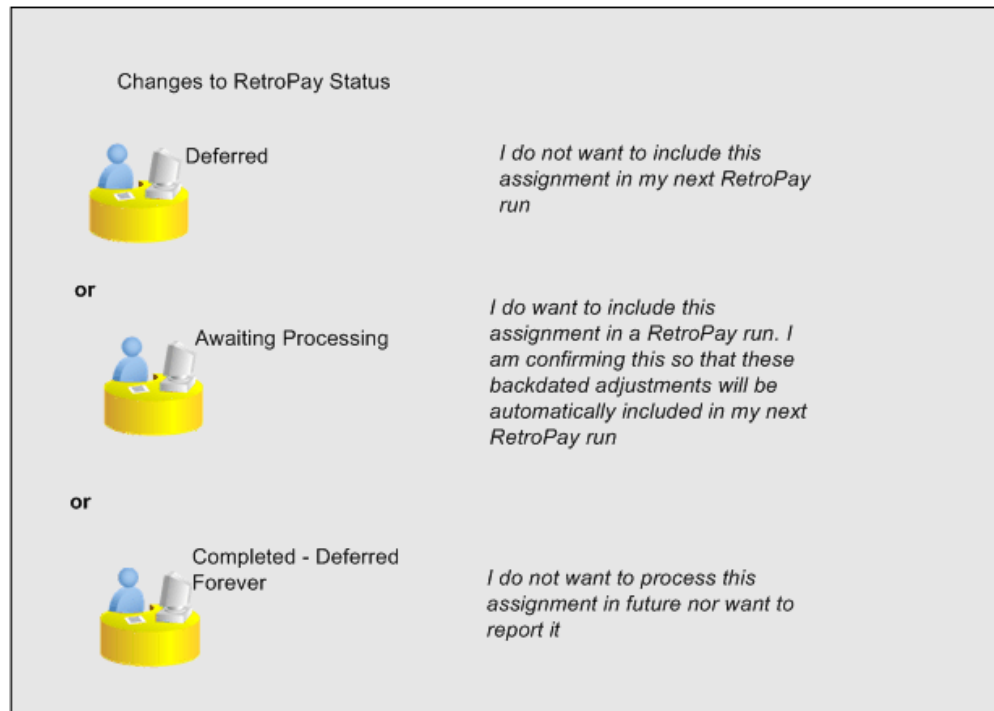 Changes to RetroPay Status
Deferred
I do not want to include this
assignment in my next RetroPay
run
or
Awaiting Processing
I do want to include this
assignment in a RetroPay run. I
am confirming this so that these
backdated adjustments will be
automatically included in my next
RetroPay run
or
Completed - Deferred
Forever
I do not want to process this
assignment in future nor want to
report it